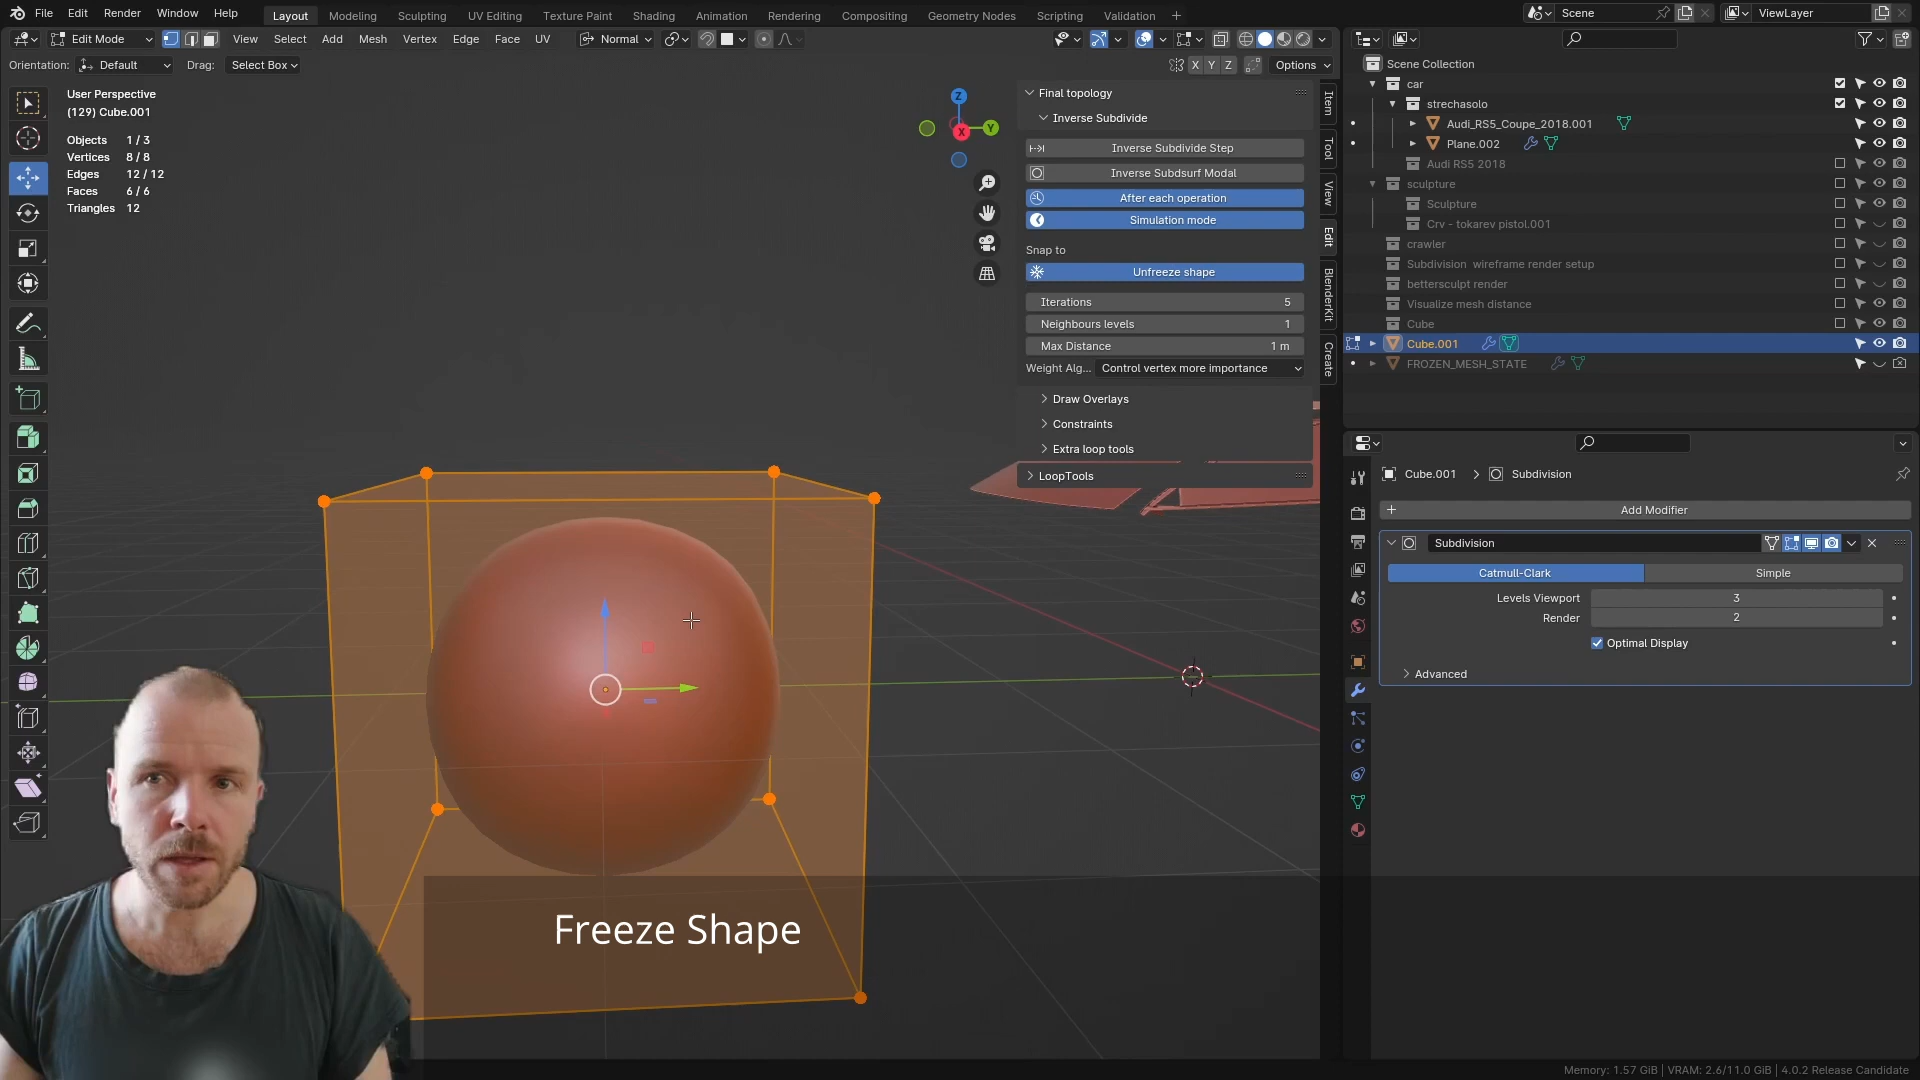 File Edit Render Window Help
Layout Modeling Sculpting UV Editing Texture Paint Shading Animation Rendering Compositing Geometry Nodes Scripting Validation +
Scene ViewLayer
Edit Mode View Select Add Mesh Vertex Edge Face UV Normal
Orientation: Default Drag: Select Box
X Y Z Options
User Perspective
(129) Cube.001
Objects 1 / 3
Vertices 8 / 8
Edges 12 / 12
Faces 6 / 6
Triangles 12
Z
X Y
Final topology
Inverse Subdivide
Inverse Subdivide Step
Inverse Subdsurf Modal
After each operation
Simulation mode
Snap to
Unfreeze shape
Iterations 5
Neighbours levels 1
Max Distance 1 m
Weight Alg... Control vertex more importance
Draw Overlays
Constraints
Extra loop tools
LoopTools
Item
Tool
View
Edit
BlenderKit
Create
Scene Collection
car
strechasolo
Audi_RS5_Coupe_2018.001
Plane.002
Audi RS5 2018
sculpture
Sculpture
Crv - tokarev pistol.001
crawler
Subdivision wireframe render setup
bettersculpt render
Visualize mesh distance
Cube
Cube.001
FROZEN_MESH_STATE
Cube.001 > Subdivision
+ Add Modifier
Subdivision
Catmull-Clark Simple
Levels Viewport 3
Render 2
Optimal Display
Advanced
Freeze Shape
Memory: 1.57 GiB | VRAM: 2.6/11.0 GiB | 4.0.2 Release Candidate